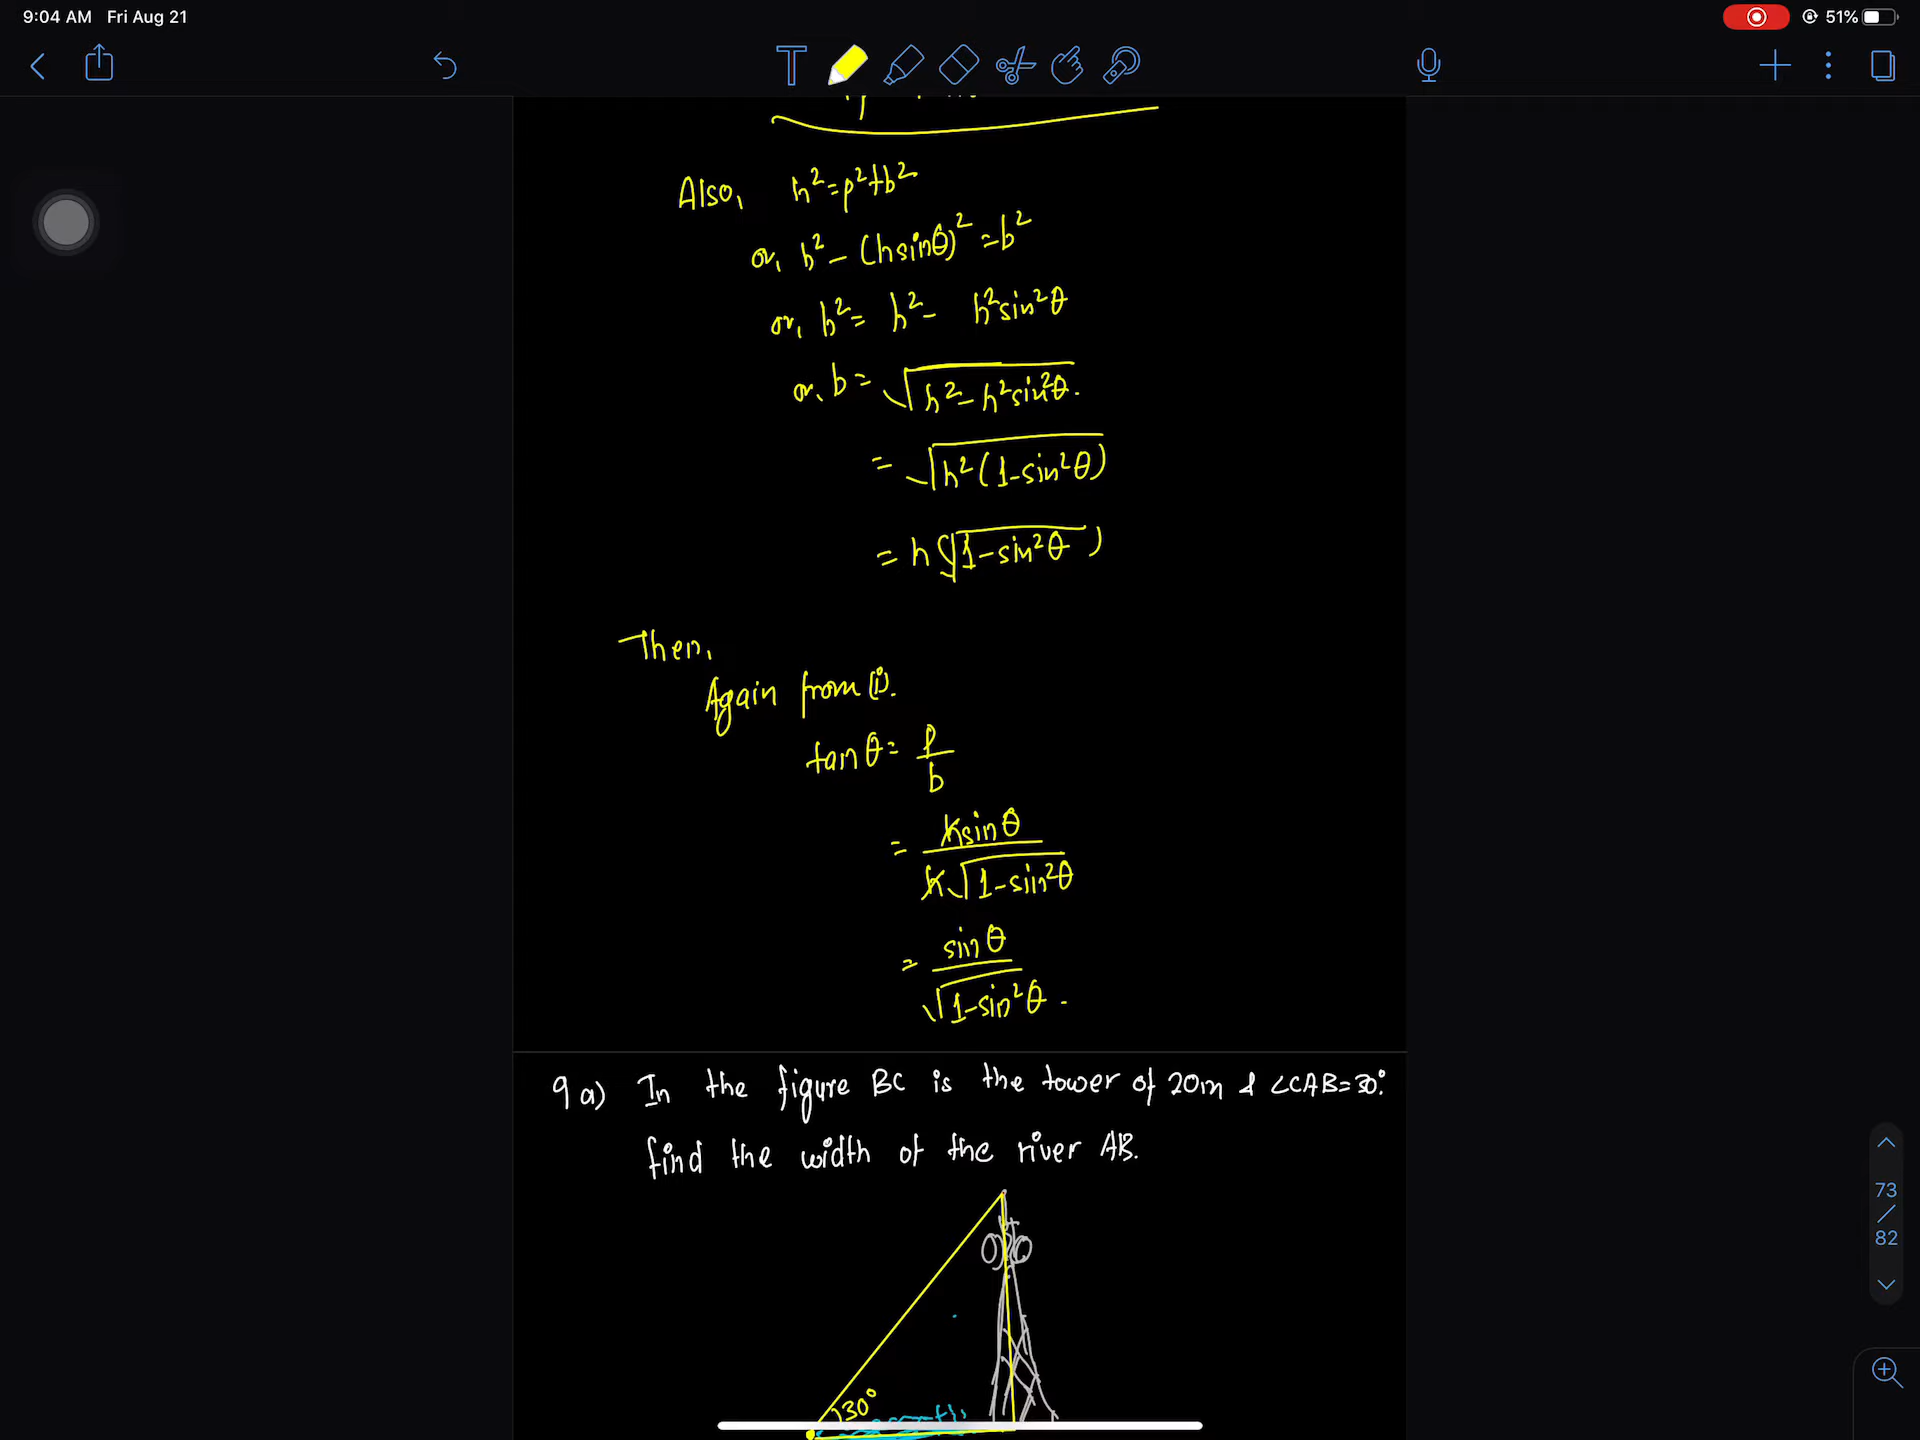 9:04 AM Fri Aug 21
51%
Also, h²=p²+b²
or, h² - (hsinθ)² = b²
or, b² = h² - h²sin²θ
or, b = √h² - h²sin²θ.
= √h²(1-sin²θ)
= h(√1-sin²θ)
Then,
Again from (i).
tan θ = p/b
= hsinθ/h√1-sin²θ
= sinθ/√1-sin²θ.
9 a) In the figure BC is the tower of 20m & ∠CAB=30°.
find the width of the river AB.
30°
73
/
82